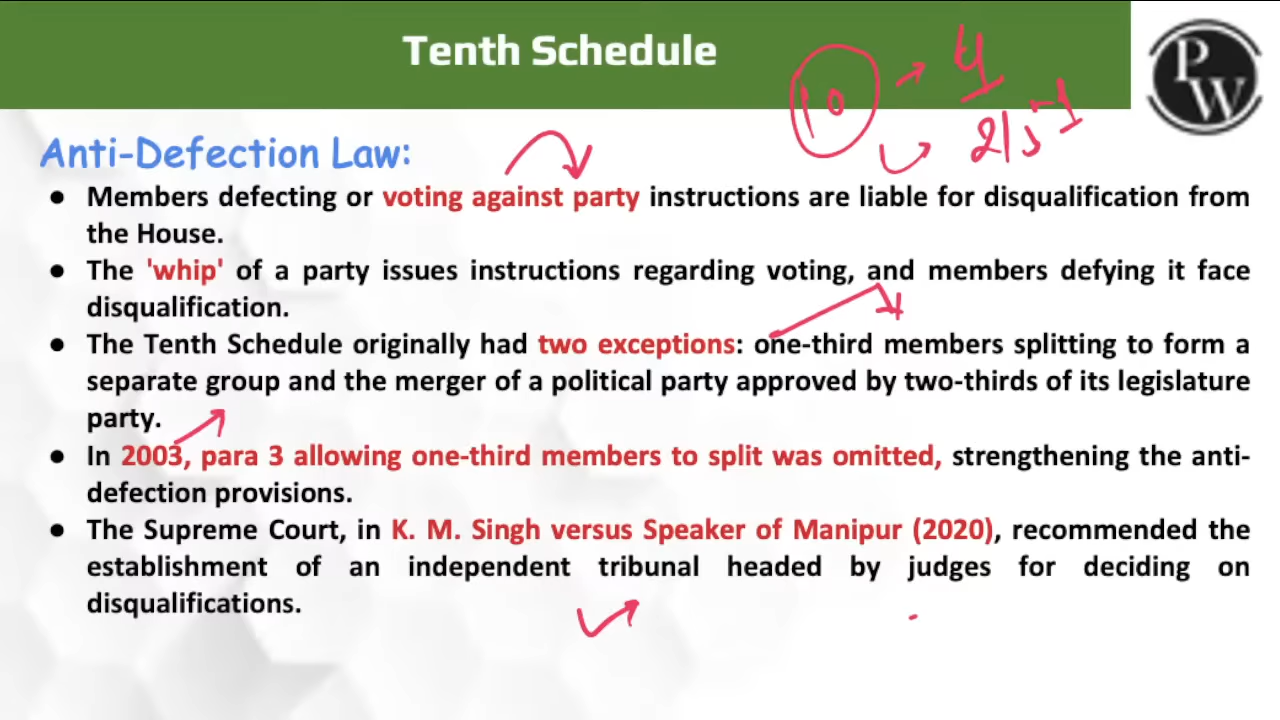 Tenth Schedule
PW
10
Anti-Defection Law:
● Members defecting or voting against party instructions are liable for disqualification from
the House.
● The 'whip' of a party issues instructions regarding voting, and members defying it face
disqualification.
● The Tenth Schedule originally had two exceptions: one-third members splitting to form a
separate group and the merger of a political party approved by two-thirds of its legislature
party.
● In 2003, para 3 allowing one-third members to split was omitted, strengthening the anti-
defection provisions.
● The Supreme Court, in K. M. Singh versus Speaker of Manipur (2020), recommended the
establishment of an independent tribunal headed by judges for deciding on
disqualifications.